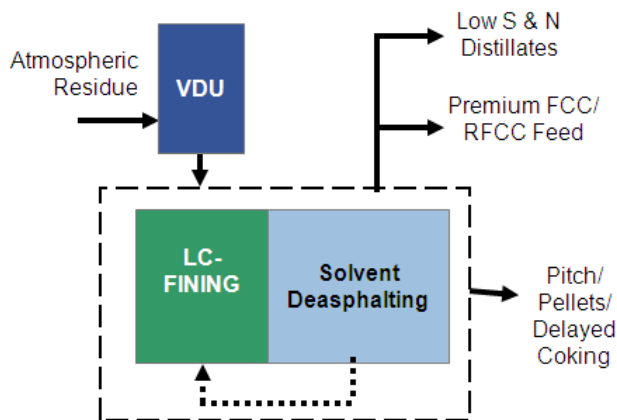 Atmospheric
Residue
VDU
Low S & N
Distillates
Premium FCC/
RFCC Feed
LC-
FINING
Solvent
Deasphalting
Pitch/
Pellets/
Delayed
Coking